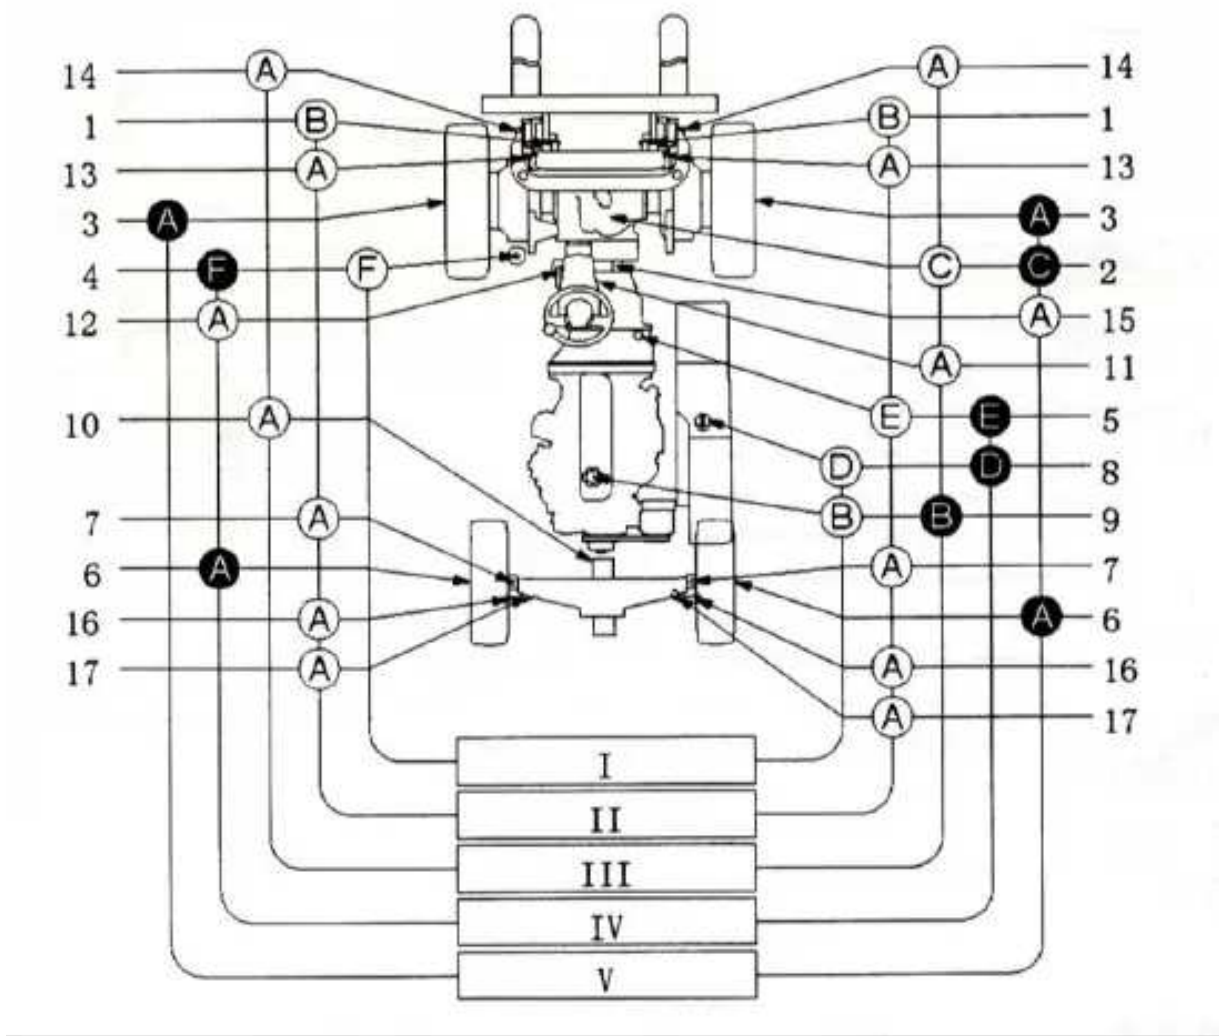 14 A A 14
1 B B 1
13 A A 13
3 A A 3
4 F F C C 2
12 A A 15
A 11
10 A E E 5
D D 8
7 A B B 9
6 A A 7
16 A A 6
17 A A 16
A 17
I
II
III
IV
V